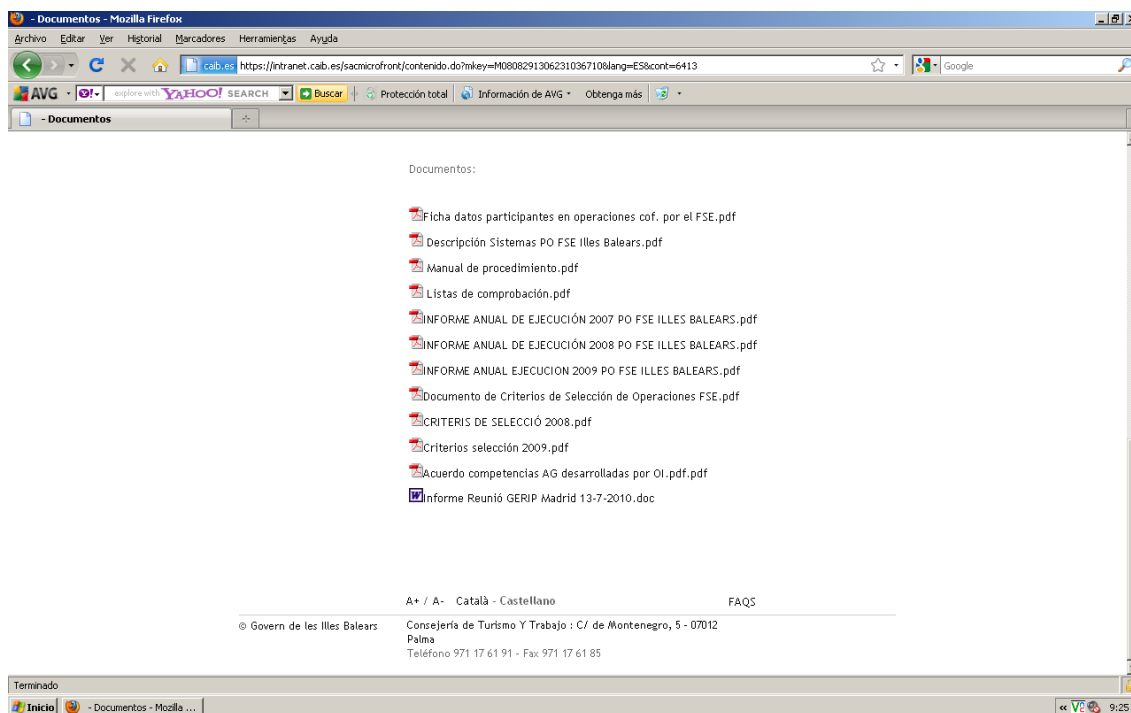 - Documentos - Mozilla Firefox
Archivo Editar Ver Historial Marcadores Herramientas Ayuda
caib.es https://intranet.caib.es/sacmicrofront/contenido.do?mkey=M08082913062310367108&lang=ES&cont=6413 Google
AVG explore with YAHOO! SEARCH Buscar Protección total Información de AVG Obtenga más
- Documentos
Documentos:
Ficha datos participantes en operaciones cof. por el FSE.pdf
Descripción Sistemas PO FSE Illes Balears.pdf
Manual de procedimiento.pdf
Listas de comprobación.pdf
INFORME ANUAL DE EJECUCIÓN 2007 PO FSE ILLES BALEARS.pdf
INFORME ANUAL DE EJECUCIÓN 2008 PO FSE ILLES BALEARS.pdf
INFORME ANUAL EJECUCION 2009 PO FSE ILLES BALEARS.pdf
Documento de Criterios de Selección de Operaciones FSE.pdf
CRITERIS DE SELECCIÓ 2008.pdf
Criterios selección 2009.pdf
Acuerdo competencias AG desarrolladas por OI.pdf.pdf
Informe Reunió GERIP Madrid 13-7-2010.doc
A+ / A- Català - Castellano FAQS
© Govern de les Illes Balears Consejería de Turismo Y Trabajo : C/ de Montenegro, 5 - 07012
Palma
Teléfono 971 17 61 91 - Fax 971 17 61 85
Terminado
Inicio - Documentos - Mozilla ... « 9:25